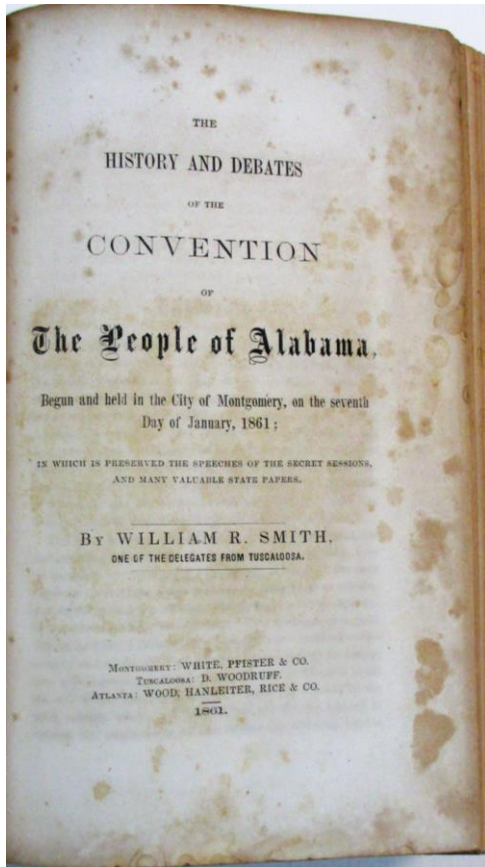 THE
HISTORY AND DEBATES
OF THE
CONVENTION
OF
The People of Alabama,
Begun and held in the City of Montgomery, on the seventh
Day of January, 1861;
IN WHICH IS PRESERVED THE SPEECHES OF THE SECRET SESSIONS,
AND MANY VALUABLE STATE PAPERS.
BY WILLIAM R. SMITH,
ONE OF THE DELEGATES FROM TUSCALOOSA.
MONTGOMERY: WHITE, PFISTER & CO.
TUSCALOOSA: D. WOODRUFF.
ATLANTA: WOOD, HANLEITER, RICE & CO.
1861.